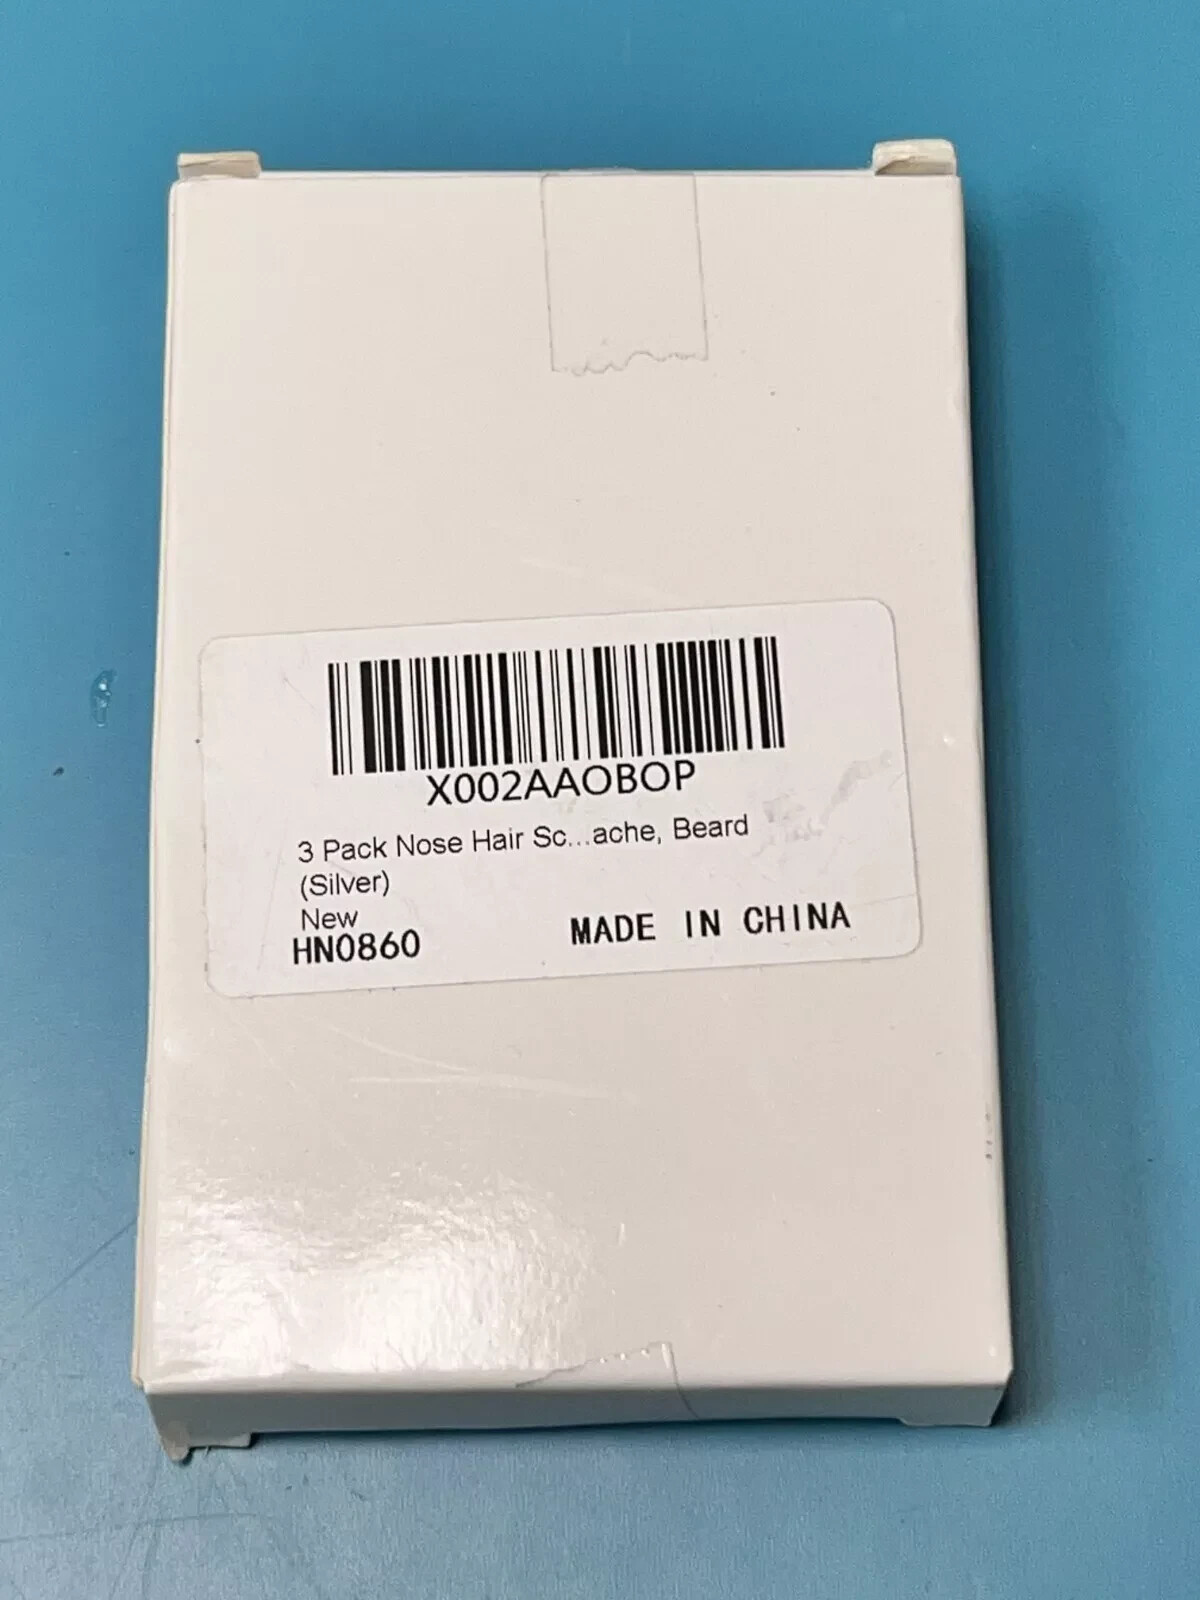 X002AAOBOP
3 Pack Nose Hair Sc...ache, Beard
(Silver)
New
HN0860 MADE IN CHINA